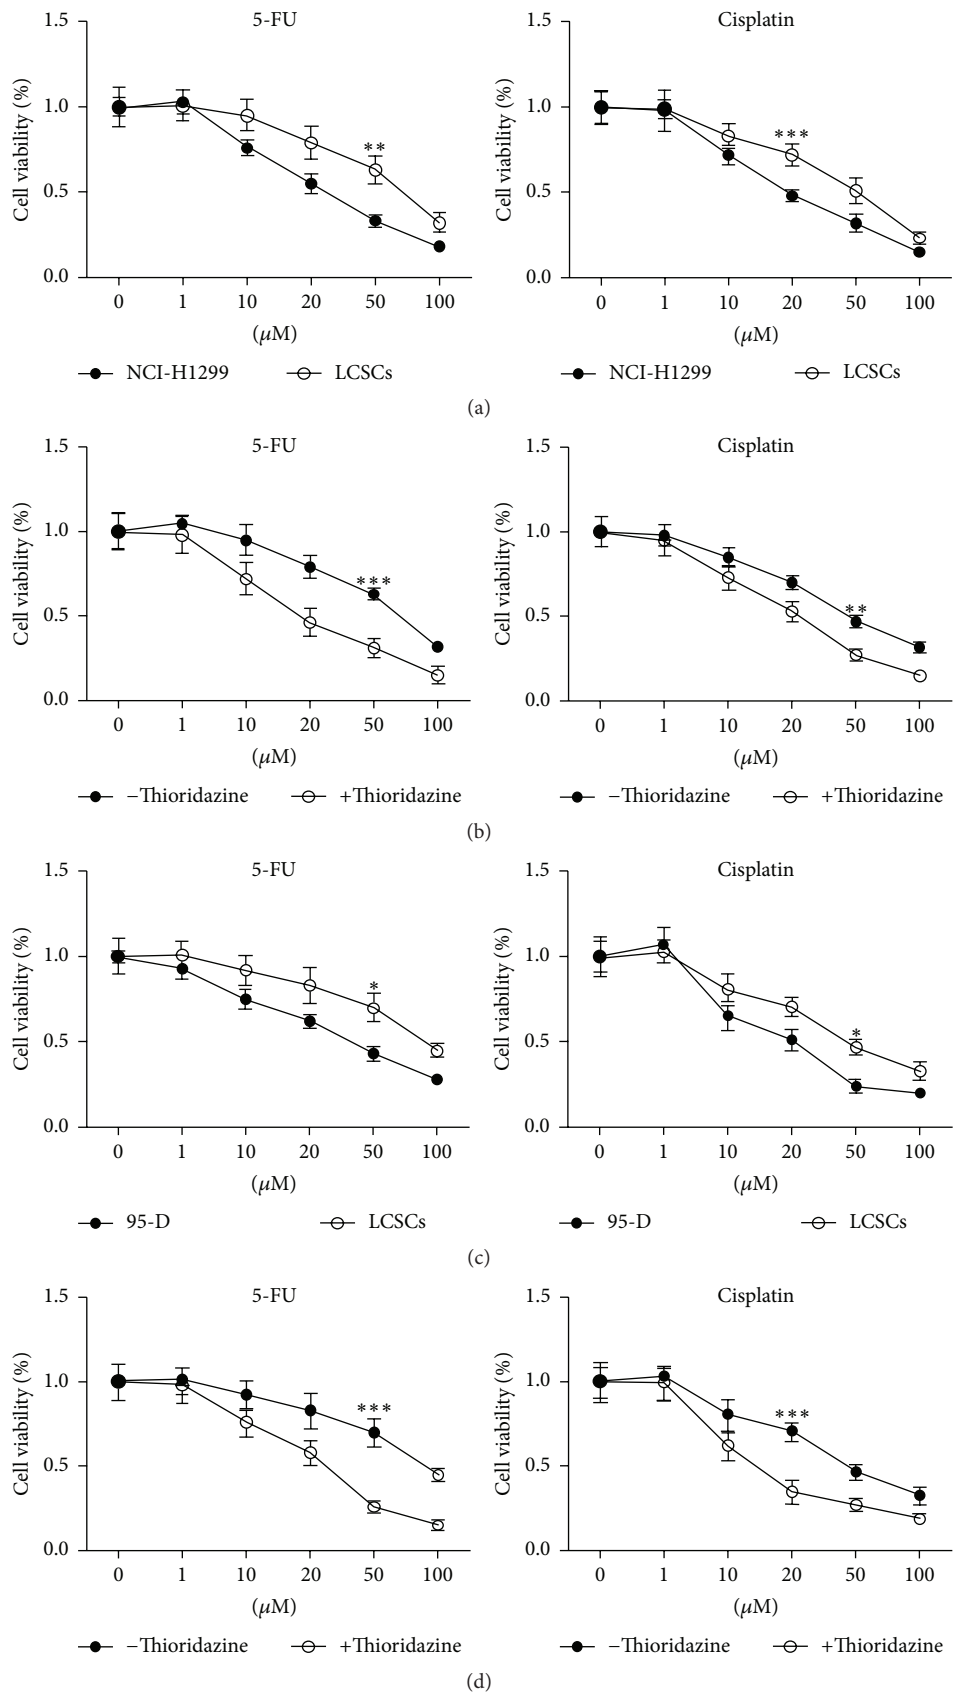 5-FU
1.5
1.0
0.5
0.0
Cell viability (%)
0 1 10 20 50 100
(μM)
**
NCI-H1299 LCSCs
Cisplatin
1.5
1.0
0.5
0.0
Cell viability (%)
0 1 10 20 50 100
(μM)
***
NCI-H1299 LCSCs
(a)
5-FU
1.5
1.0
0.5
0.0
Cell viability (%)
0 1 10 20 50 100
(μM)
***
−Thioridazine +Thioridazine
Cisplatin
1.5
1.0
0.5
0.0
Cell viability (%)
0 1 10 20 50 100
(μM)
**
−Thioridazine +Thioridazine
(b)
5-FU
1.5
1.0
0.5
0.0
Cell viability (%)
0 1 10 20 50 100
(μM)
*
95-D LCSCs
Cisplatin
1.5
1.0
0.5
0.0
Cell viability (%)
0 1 10 20 50 100
(μM)
*
95-D LCSCs
(c)
5-FU
1.5
1.0
0.5
0.0
Cell viability (%)
0 1 10 20 50 100
(μM)
***
−Thioridazine +Thioridazine
Cisplatin
1.5
1.0
0.5
0.0
Cell viability (%)
0 1 10 20 50 100
(μM)
***
−Thioridazine +Thioridazine
(d)